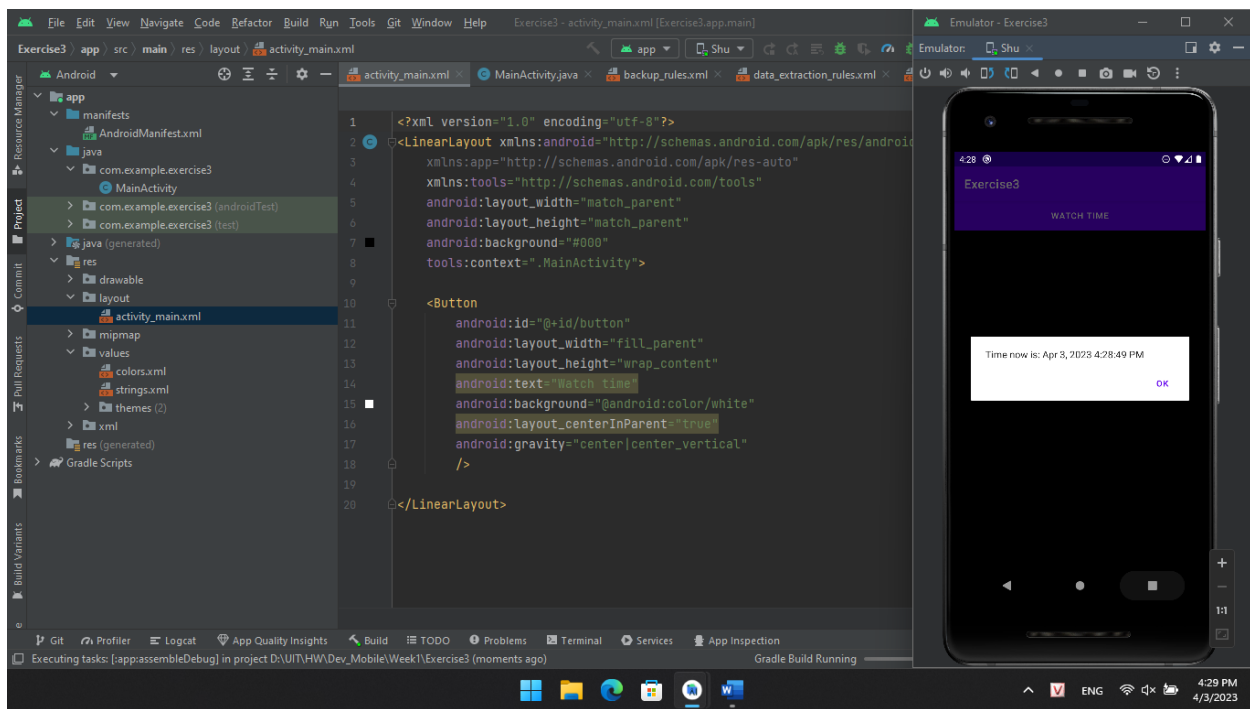 File Edit View Navigate Code Refactor Build Run Tools Git Window Help Exercise3 - activity_main.xml [Exercise3.app.main]
Exercise3 app src main res layout activity_main.xml
app Shu
Android
activity_main.xml MainActivity.java backup_rules.xml data_extraction_rules.xml
Resource Manager
Project
Commit
Pull Requests
Bookmarks
Build Variants
app
manifests
AndroidManifest.xml
java
com.example.exercise3
MainActivity
com.example.exercise3 (androidTest)
com.example.exercise3 (test)
java (generated)
res
drawable
layout
activity_main.xml
mipmap
values
colors.xml
strings.xml
themes (2)
xml
res (generated)
Gradle Scripts
1 <?xml version="1.0" encoding="utf-8"?>
2 <LinearLayout xmlns:android="http://schemas.android.com/apk/res/android
3 xmlns:app="http://schemas.android.com/apk/res-auto"
4 xmlns:tools="http://schemas.android.com/tools"
5 android:layout_width="match_parent"
6 android:layout_height="match_parent"
7 android:background="#000"
8 tools:context=".MainActivity">
9
10 <Button
11 android:id="@+id/button"
12 android:layout_width="fill_parent"
13 android:layout_height="wrap_content"
14 android:text="Watch time"
15 android:background="@android:color/white"
16 android:layout_centerInParent="true"
17 android:gravity="center|center_vertical"
18 />
19
20 </LinearLayout>
Emulator - Exercise3
Emulator: Shu
4:28
Exercise3
WATCH TIME
Time now is: Apr 3, 2023 4:28:49 PM
OK
1:1
Git Profiler Logcat App Quality Insights Build TODO Problems Terminal Services App Inspection
Executing tasks: [:app:assembleDebug] in project D:\UIT\HW\Dev_Mobile\Week1\Exercise3 (moments ago) Gradle Build Running
V ENG 4:29 PM
4/3/2023